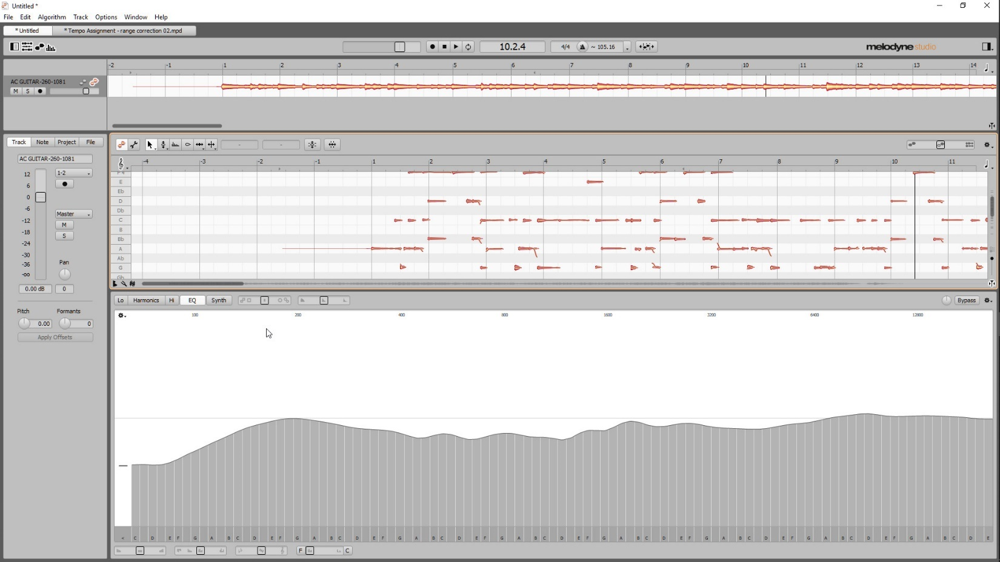 Untitled *
File Edit Algorithm Track Options Window Help
* Untitled * Tempo Assignment - range correction 02.mpd
10.2.4 4/4 ~ 105.16 melodyne studio
-2 -1 1 2 3 4 5 6 7 8 9 10 11 12 13 14
AC GUITAR-260-1081
M S
Track Note Project File
- -
AC GUITAR-260-1081
-4 -3 -2 -1 1 2 3 4 5 6 7 8 9 10 11
12 1-2
6
0
-6
-12 Master
M
-18 S
-24
-30
-36 Pan
-oo
0.00 dB 0
F 4
E
Eb
D
Db
C
B
Bb
A
Ab
G
Gb
Pitch Formants
0.00 0
Apply Offsets
Lo Harmonics Hi EQ Synth Bypass
100 200 400 800 1600 3200 6400 12800
< C D E F G A B C D E F G A B C D E F G A B C D E F G A B C D E F G A B C D E F G A B C D E F G A B C D E F G A B C D E
F C